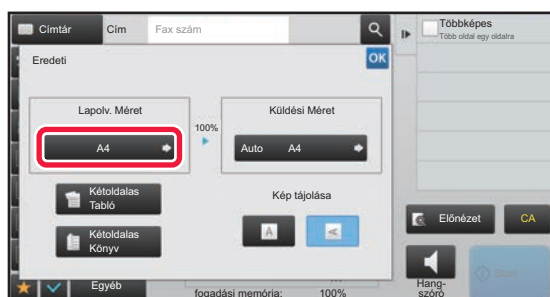 Címtár
Cím
Fax szám
Többképes
Több oldal egy oldalra
Eredeti
OK
Lapolv. Méret
100%
Küldési Méret
A4
Auto A4
Kétoldalas
Tabló
Kép tájolása
Kétoldalas
Könyv
Előnézet
CA
Egyéb
fogadási memória: 100%
Hang-
szóró
Start